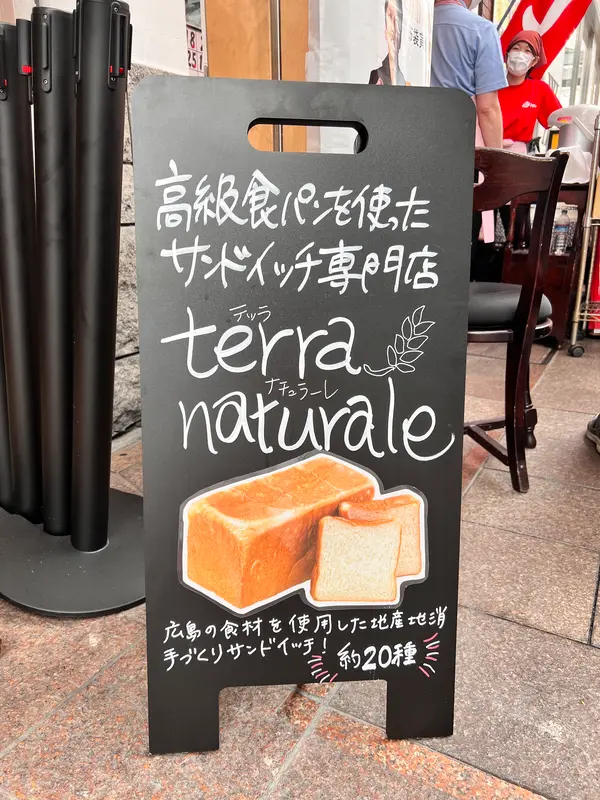 高級食パンを使った
サンドイッチ専門店
テッラ
terra
ナチュラーレ
naturale
広島の食材を使用した地産地消
手づくりサンドイッチ！
約20種